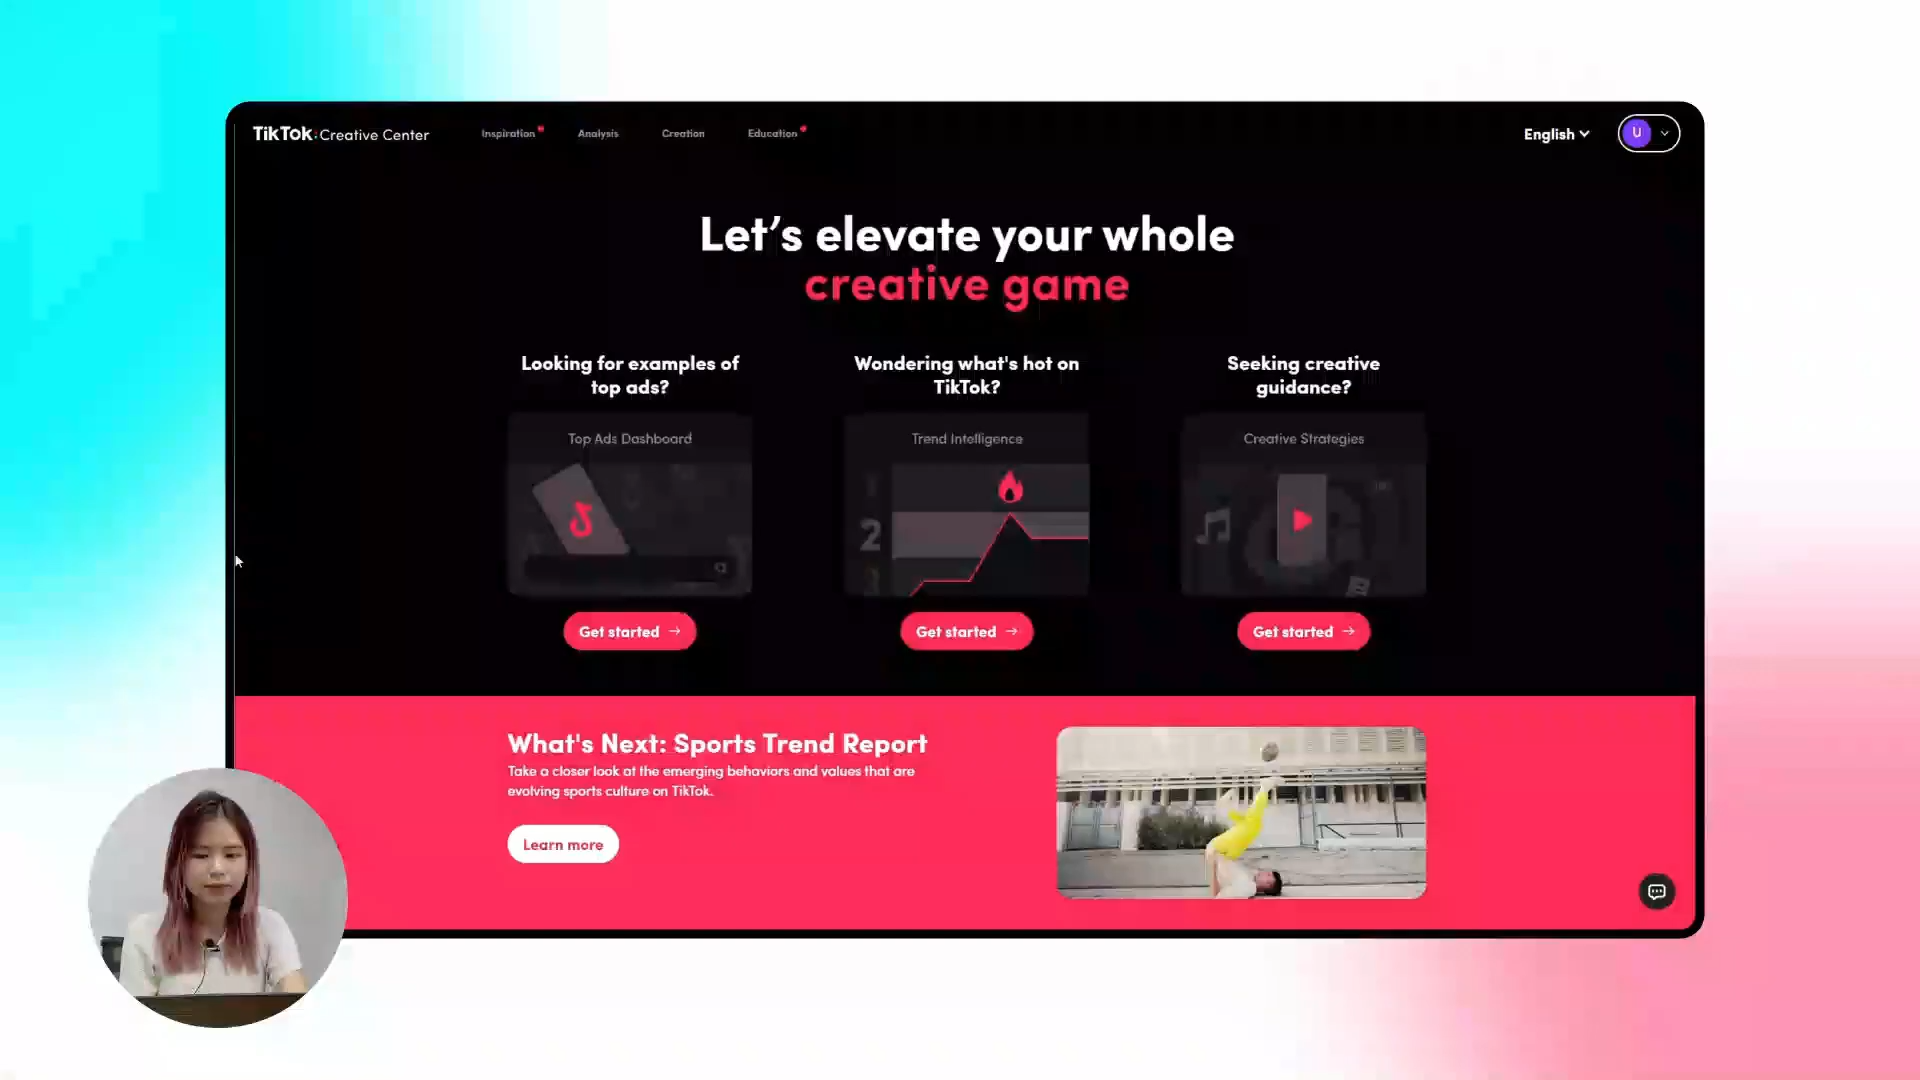 TikTok: Creative Center
Inspiration
Analysis
Creation
Education
English
U
Let's elevate your whole
creative game
Looking for examples of
top ads?
Wondering what's hot on
TikTok?
Seeking creative
guidance?
Top Ads Dashboard
Trend Intelligence
Creative Strategies
2
Get started →
Get started →
Get started →
What's Next: Sports Trend Report
Take a closer look at the emerging behaviors and values that are
evolving sports culture on TikTok.
Learn more